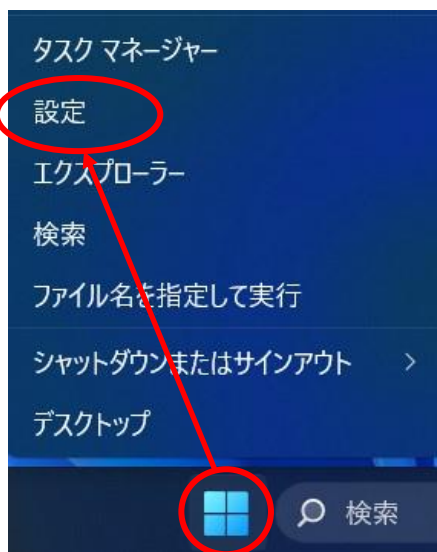 タスク マネージャー
設定
エクスプローラー
検索
ファイル名を指定して実行
シャットダウンまたはサインアウト
デスクトップ
検索